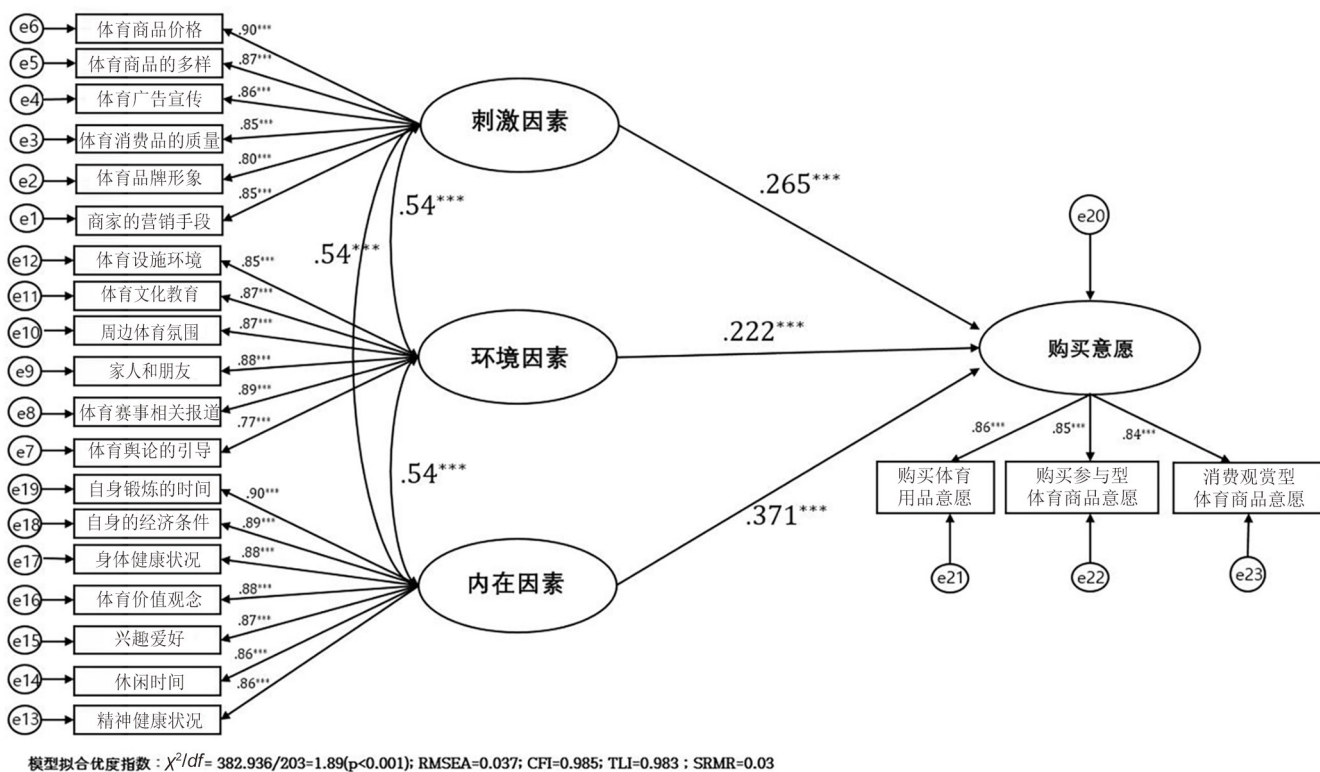 e6 体育商品价格 .90***
e5 体育商品的多样 .87***
e4 体育广告宣传 .86***
e3 体育消费品的质量 .85***
e2 体育品牌形象 .80***
e1 商家的营销手段 .85***
刺激因素
.54***
.54***
.265***
e12 体育设施环境 .85***
e11 体育文化教育 .87***
e10 周边体育氛围 .87***
e9 家人和朋友 .88***
e8 体育赛事相关报道 .89***
e7 体育舆论的引导 .77***
环境因素
.222***
.54***
e19 自身锻炼的时间 .90***
e18 自身的经济条件 .89***
e17 身体健康状况 .88***
e16 体育价值观念 .88***
e15 兴趣爱好 .87***
e14 休闲时间 .86***
e13 精神健康状况 .86***
内在因素
.371***
e20
购买意愿
.86*** .85*** .84***
购买体育
用品意愿
购买参与型
体育商品意愿
消费观赏型
体育商品意愿
e21 e22 e23
模型拟合优度指数：χ²/df= 382.936/203=1.89(p<0.001); RMSEA=0.037; CFI=0.985; TLI=0.983；SRMR=0.03